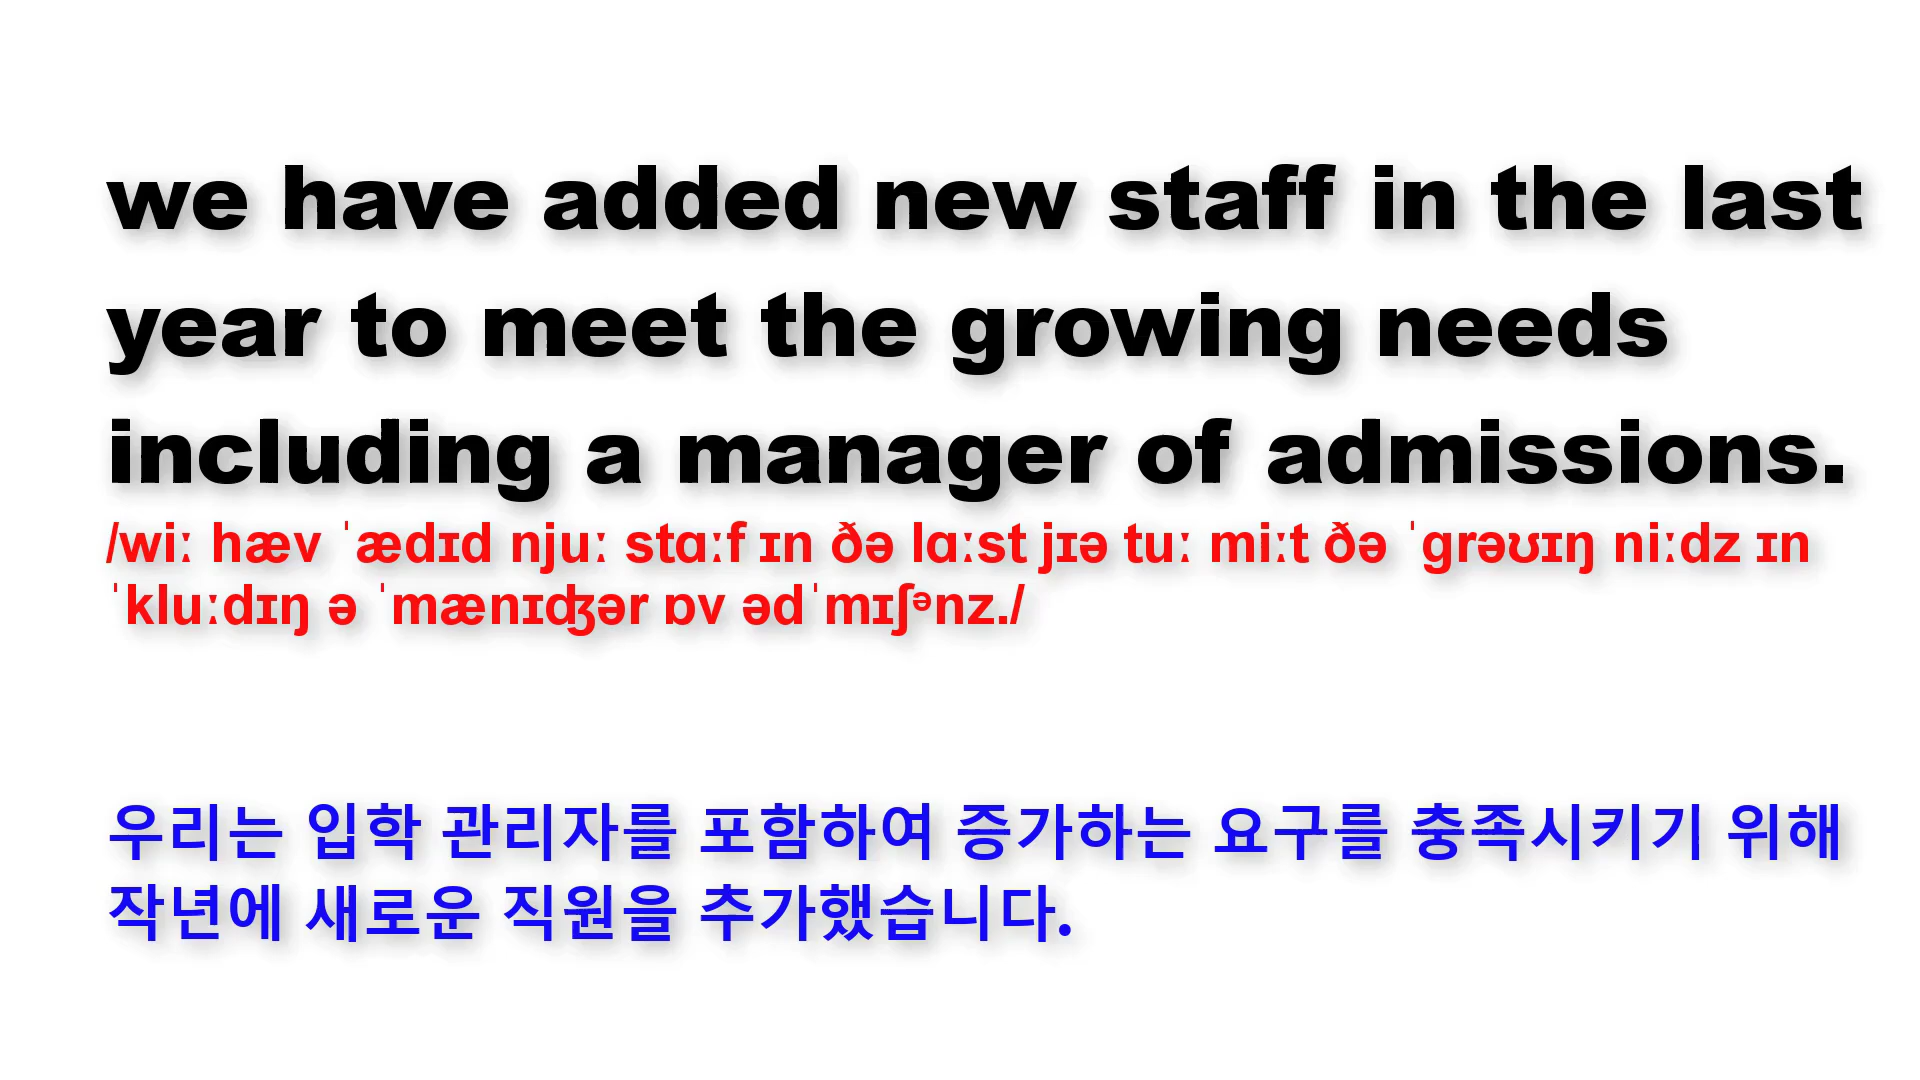 we have added new staff in the last
year to meet the growing needs
including a manager of admissions.
/wiː hæv ˈædɪd njuː stɑːf ɪn ðə lɑːst jɪə tuː miːt ðə ˈgrəʊɪŋ niːdz ɪn
ˈkluːdɪŋ ə ˈmænɪʤər ɒv ədˈmɪʃᵊnz./
우리는 입학 관리자를 포함하여 증가하는 요구를 충족시키기 위해
작년에 새로운 직원을 추가했습니다.